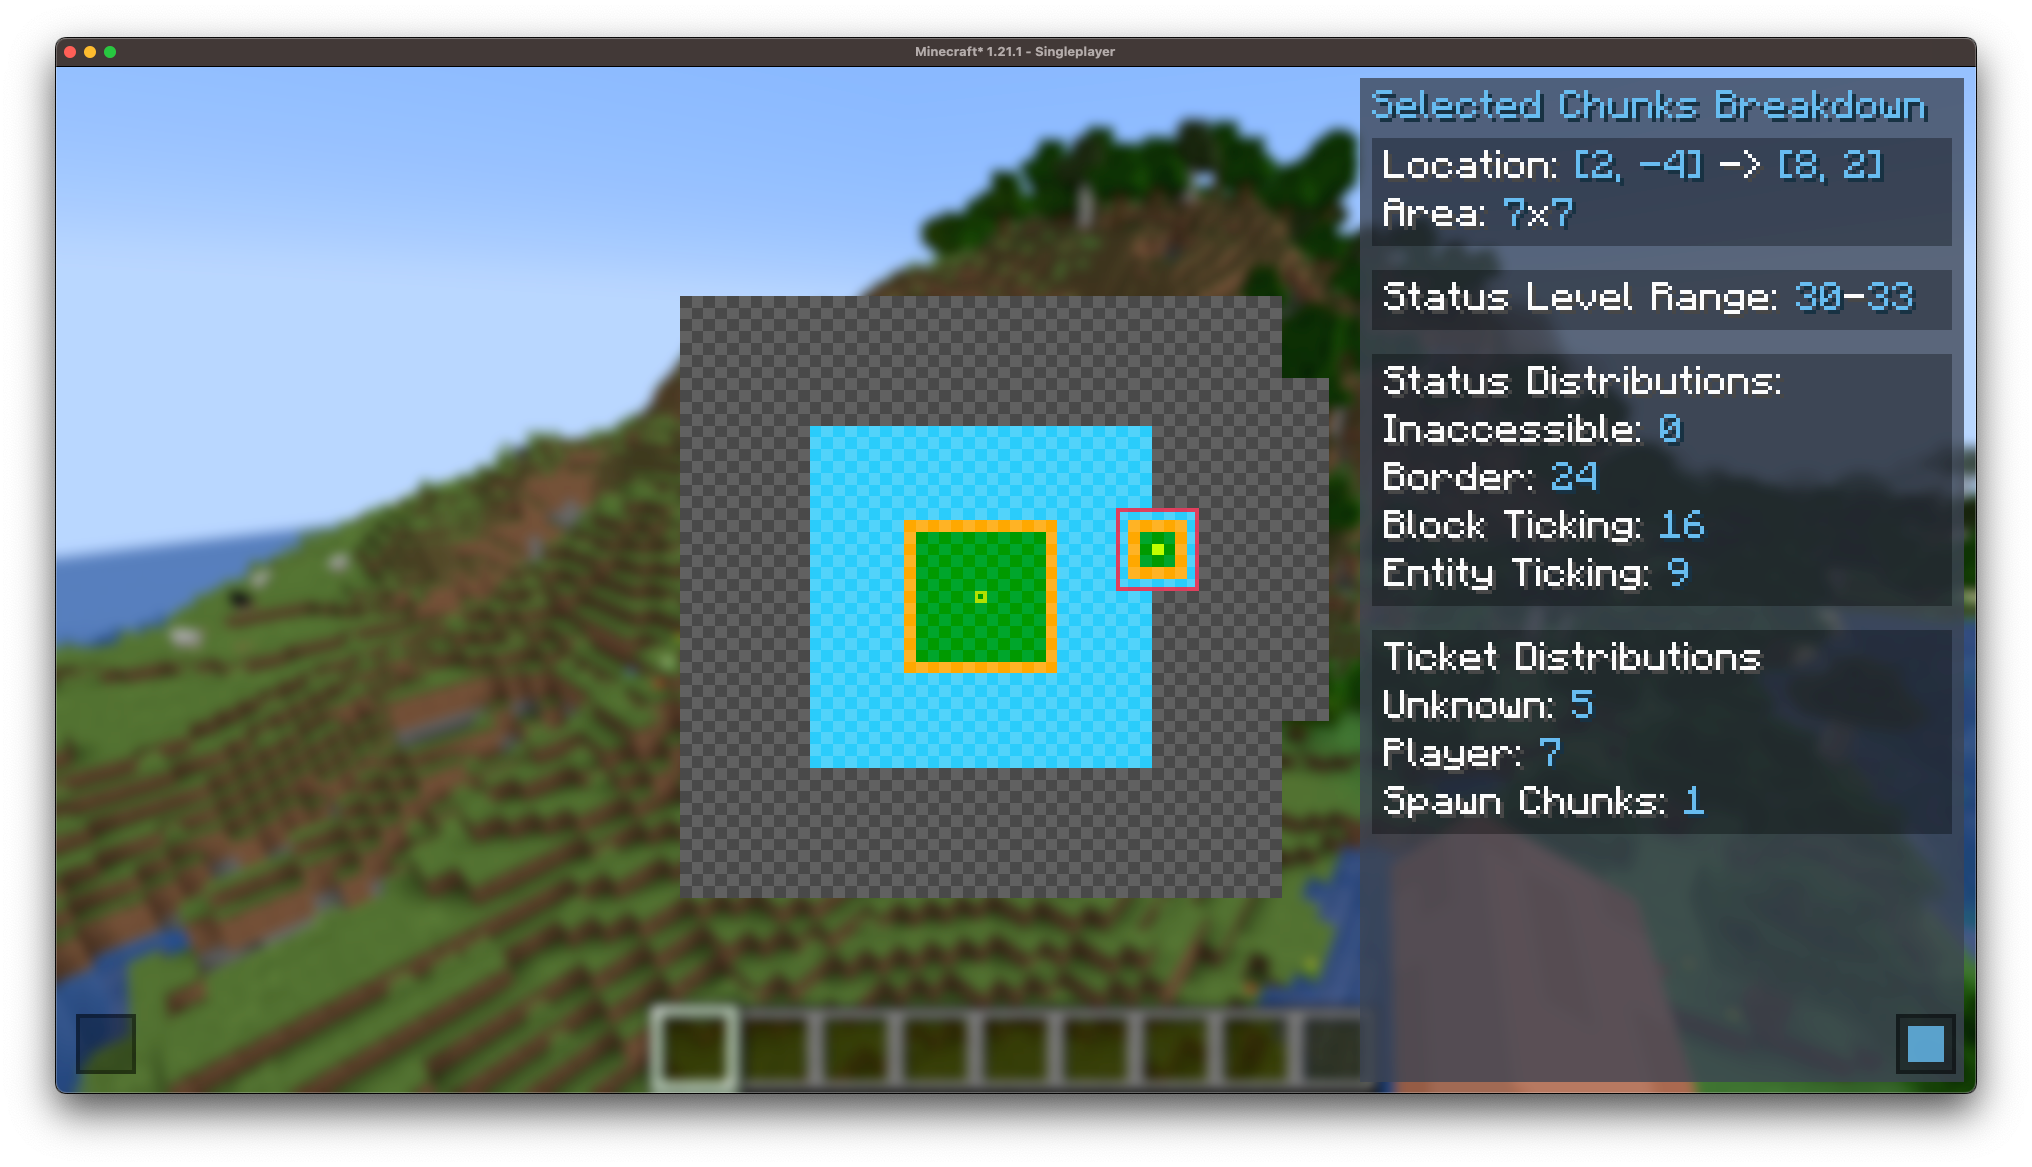 Minecraft* 1.21.1 - Singleplayer
Selected Chunks Breakdown
Location: [2, -4] -> [8, 2]
Area: 7x7
Status Level Range: 30-33
Status Distributions:
Inaccessible: 0
Border: 24
Block Ticking: 16
Entity Ticking: 9
Ticket Distributions
Unknown: 5
Player: 7
Spawn Chunks: 1